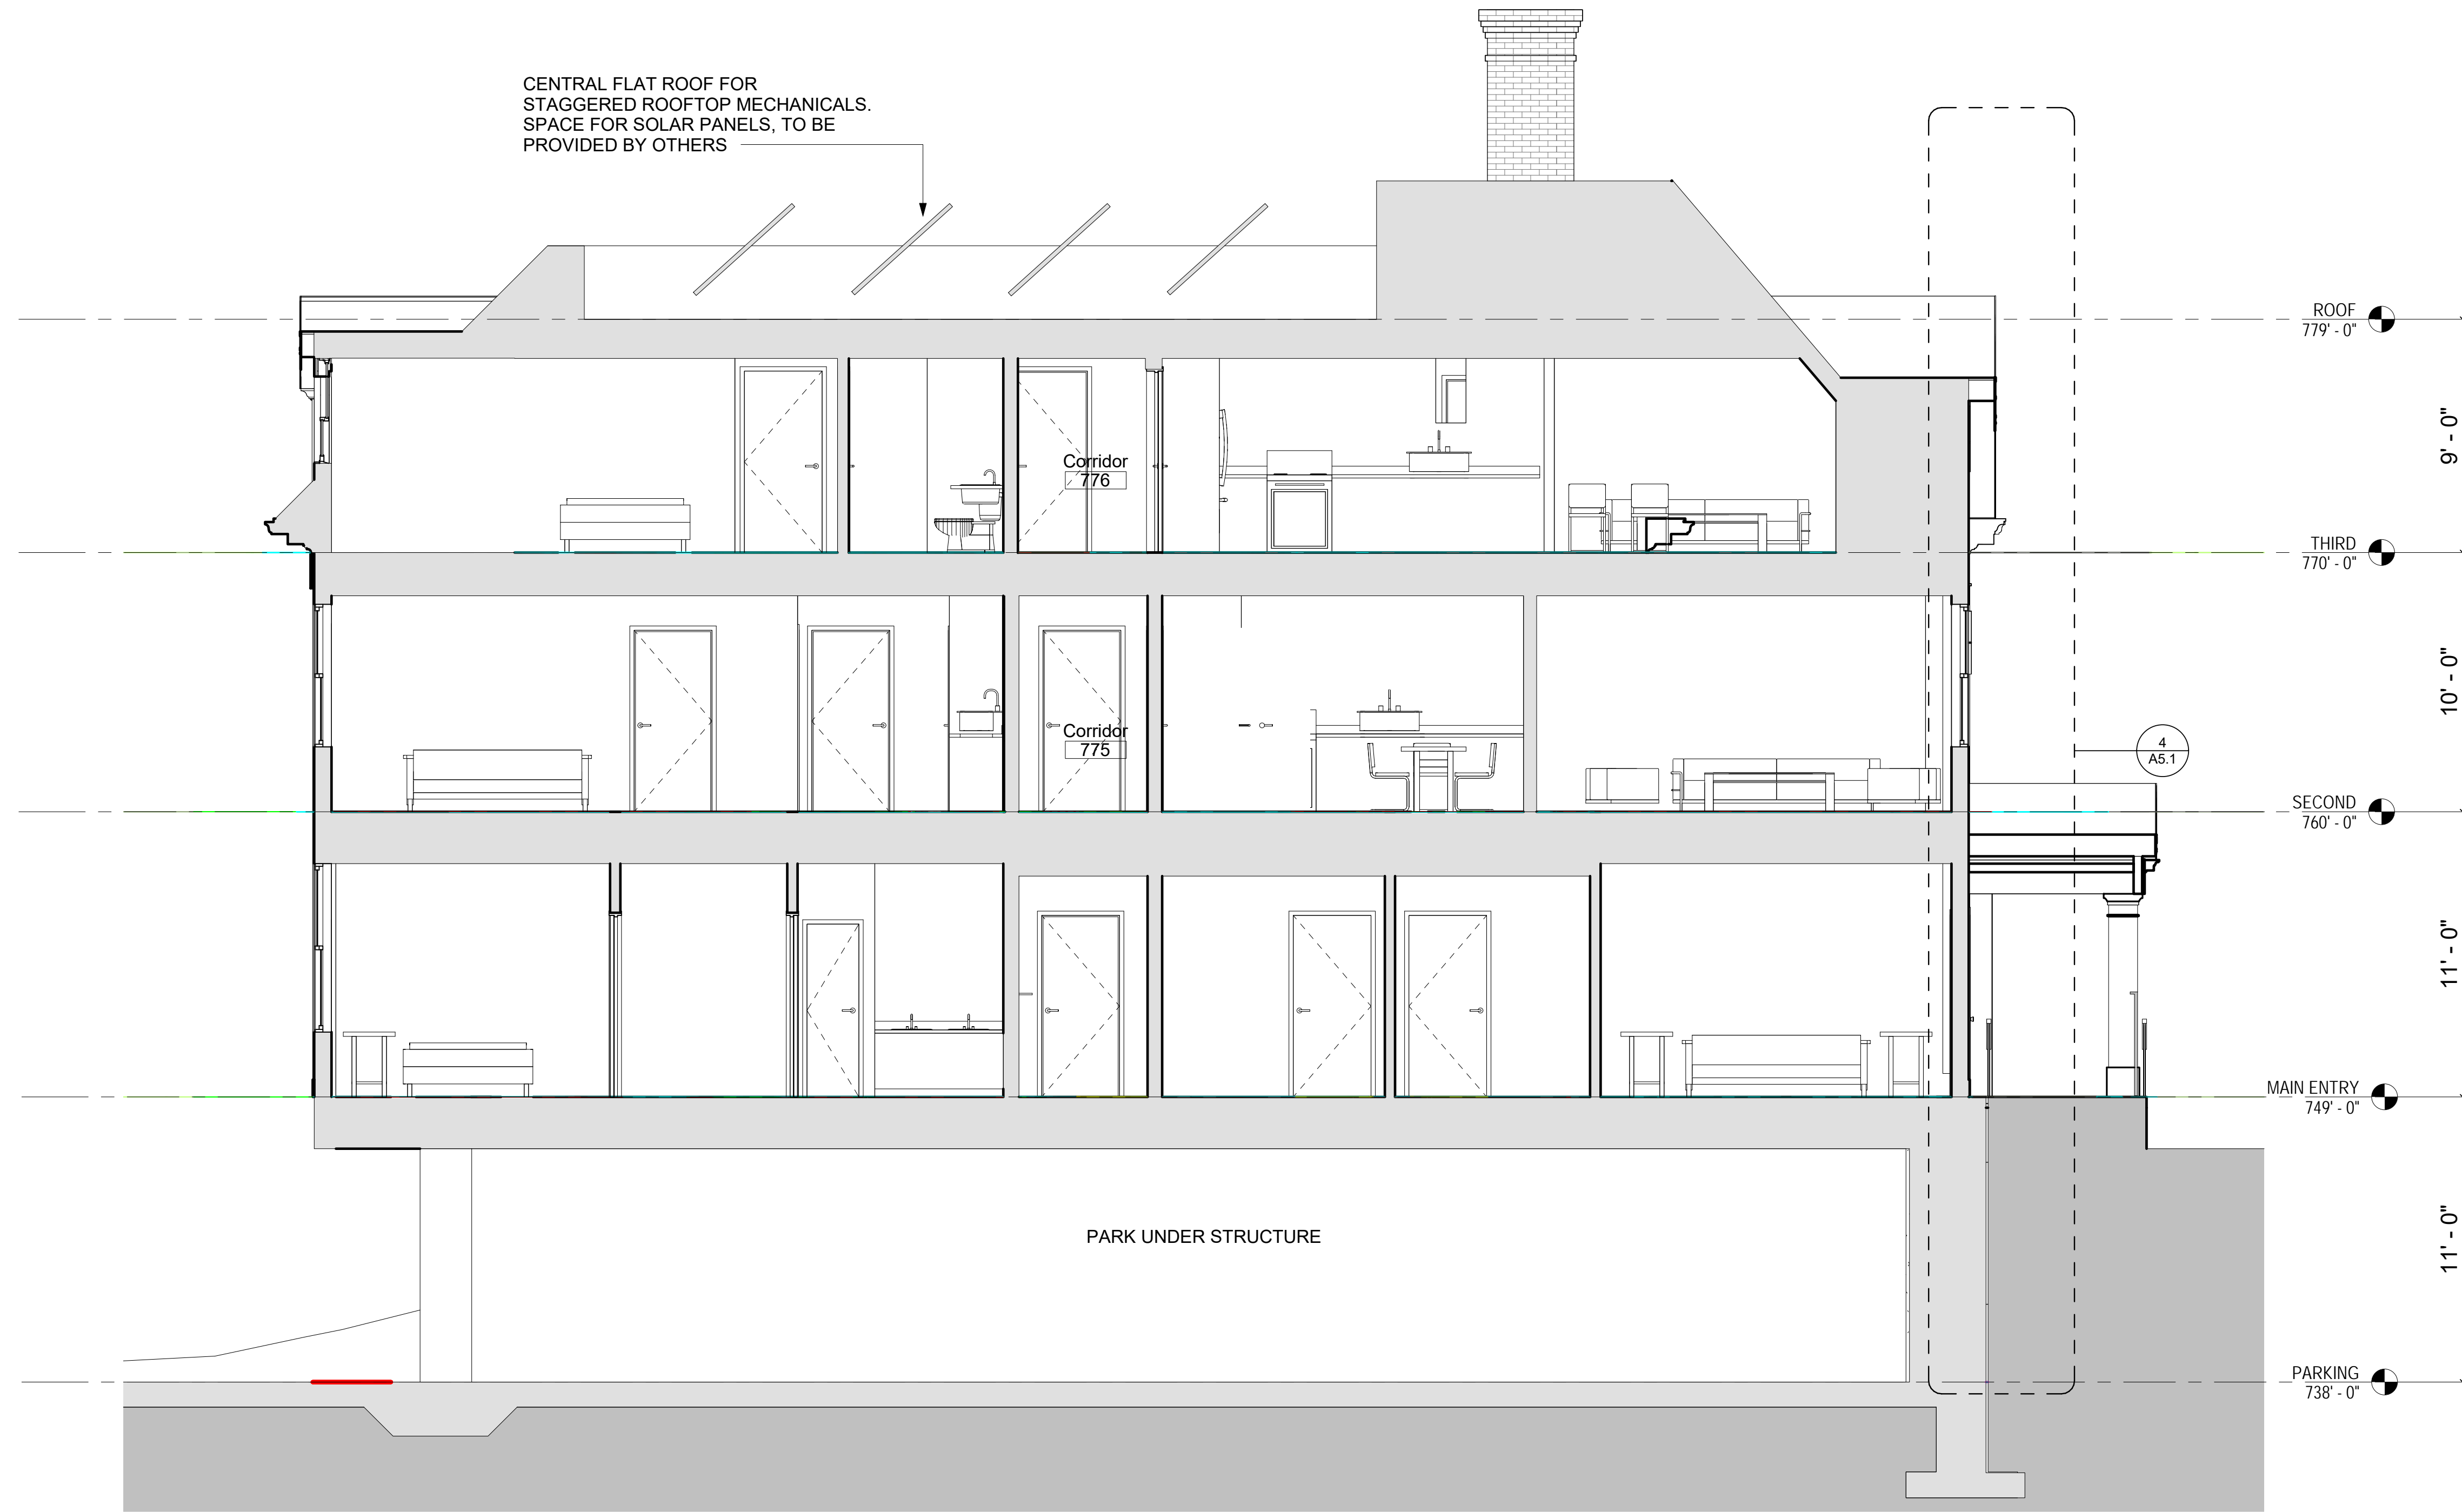 CENTRAL FLAT ROOF FOR
STAGGERED ROOFTOP MECHANICALS.
SPACE FOR SOLAR PANELS, TO BE
PROVIDED BY OTHERS
ROOF
779' - 0"
9' - 0"
Corridor
776
THIRD
770' - 0"
10' - 0"
Corridor
775
4
A5.1
SECOND
760' - 0"
11' - 0"
MAIN ENTRY
749' - 0"
PARK UNDER STRUCTURE
11' - 0"
PARKING
738' - 0"